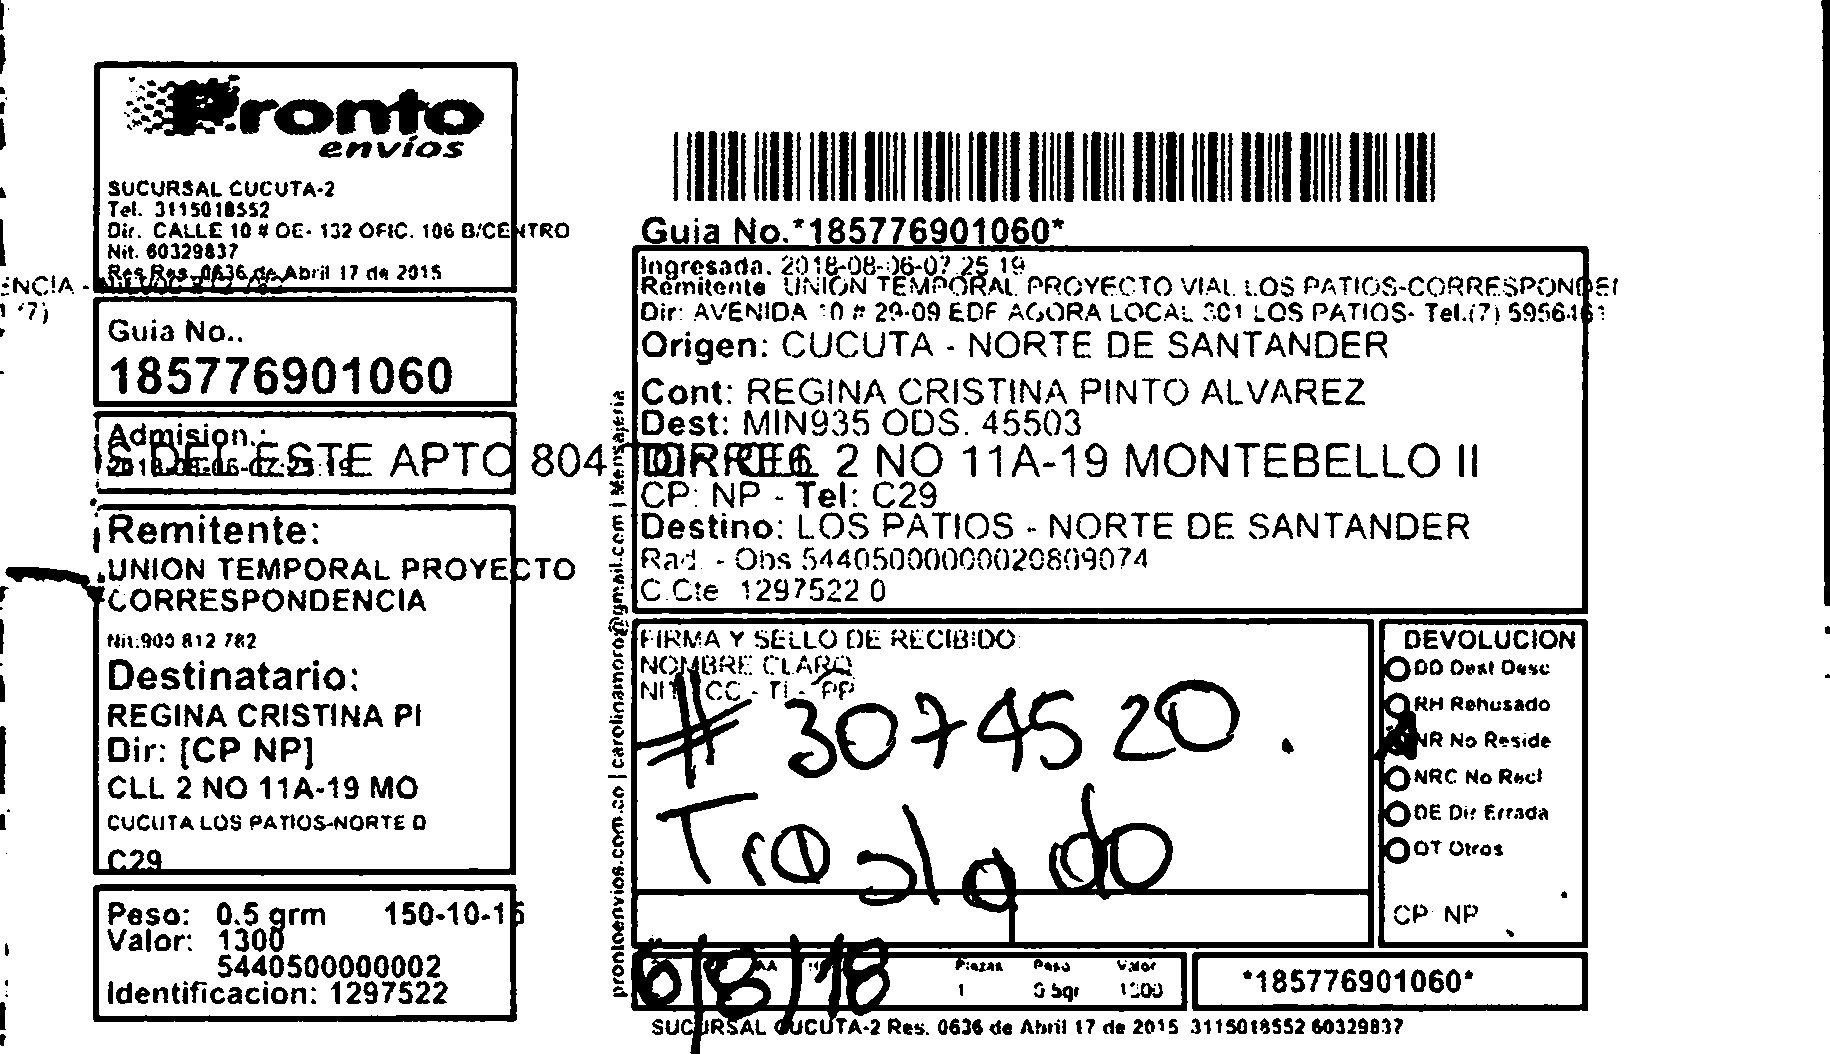 Pronto
envíos
SUCURSAL CUCUTA-2
Tel. 3115018552
Dir. CALLE 10 # OE- 132 OFIC. 106 B/CENTRO
Nit. 60329837
Res Res. 0636 de Abril 17 de 2015
ENCIA -
Guia No..
185776901060
Admision.:
S DEL ESTE APTO 804 TORRE 6
Remitente:
UNION TEMPORAL PROYECTO
CORRESPONDENCIA
Nit:900 812 782
Destinatario:
REGINA CRISTINA PI
Dir: [CP NP]
CLL 2 NO 11A-19 MO
CUCUTA LOS PATIOS-NORTE D
C29
Peso: 0.5 grm 150-10-15
Valor: 1300
5440500000002
Identificacion: 1297522
prontoenvios.com.co | carolinamoro@gmail.com | Mensajeria
Guia No.*185776901060*
Ingresada. 2018-08-06-07 25 19
Remitente UNION TEMPORAL PROYECTO VIAL LOS PATIOS-CORRESPONDEI
Dir: AVENIDA 10 # 29-09 EDF AGORA LOCAL 301 LOS PATIOS- Tel.(7) 5956461
Origen: CUCUTA - NORTE DE SANTANDER
Cont: REGINA CRISTINA PINTO ALVAREZ
Dest: MIN935 ODS. 45503
DIR: CLL 2 NO 11A-19 MONTEBELLO II
CP: NP - Tel: C29
Destino: LOS PATIOS - NORTE DE SANTANDER
Rad. - Obs 54405000000020809074
C.Cte 1297522 0
FIRMA Y SELLO DE RECIBIDO
NOMBRE CLARO
NIT CC - TI - PP
# 3074520.
Traslado
DEVOLUCION
DD Dest Desc
RH Rehusado
NR No Reside
NRC No Recl
DE Dir Errada
OT Otros
CP NP
6/8/18
Piezas Peso Valor
1 0.5gr 1300
*185776901060*
SUCURSAL CUCUTA-2 Res. 0636 de Abril 17 de 2015 3115018552 60329837